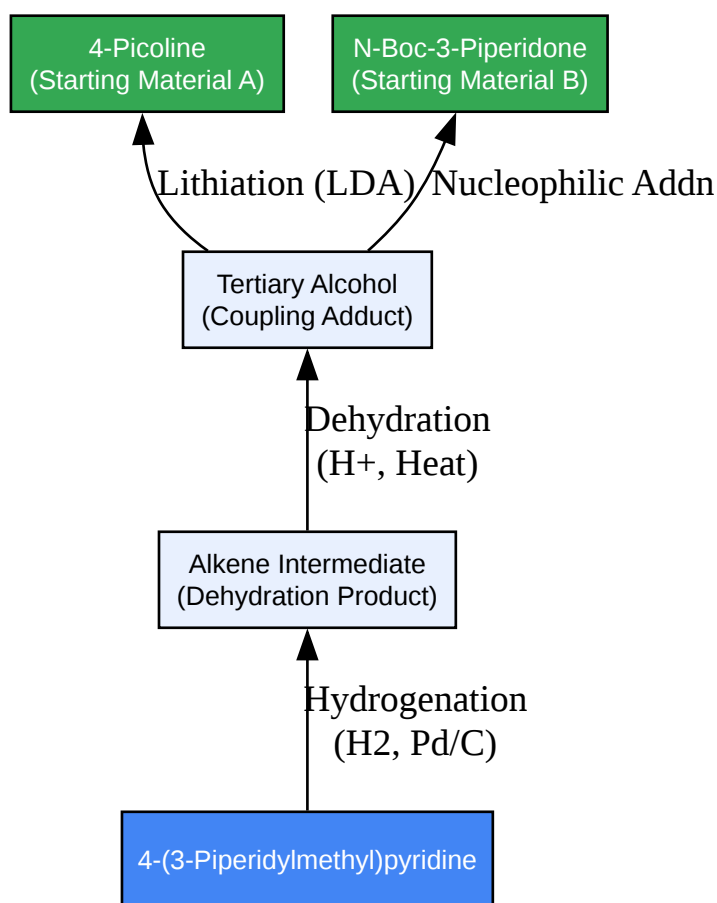 4-Picoline
(Starting Material A)
N-Boc-3-Piperidone
(Starting Material B)
Lithiation (LDA)
Nucleophilic Addn
Tertiary Alcohol
(Coupling Adduct)
Dehydration
(H+, Heat)
Alkene Intermediate
(Dehydration Product)
Hydrogenation
(H2, Pd/C)
4-(3-Piperidylmethyl)pyridine